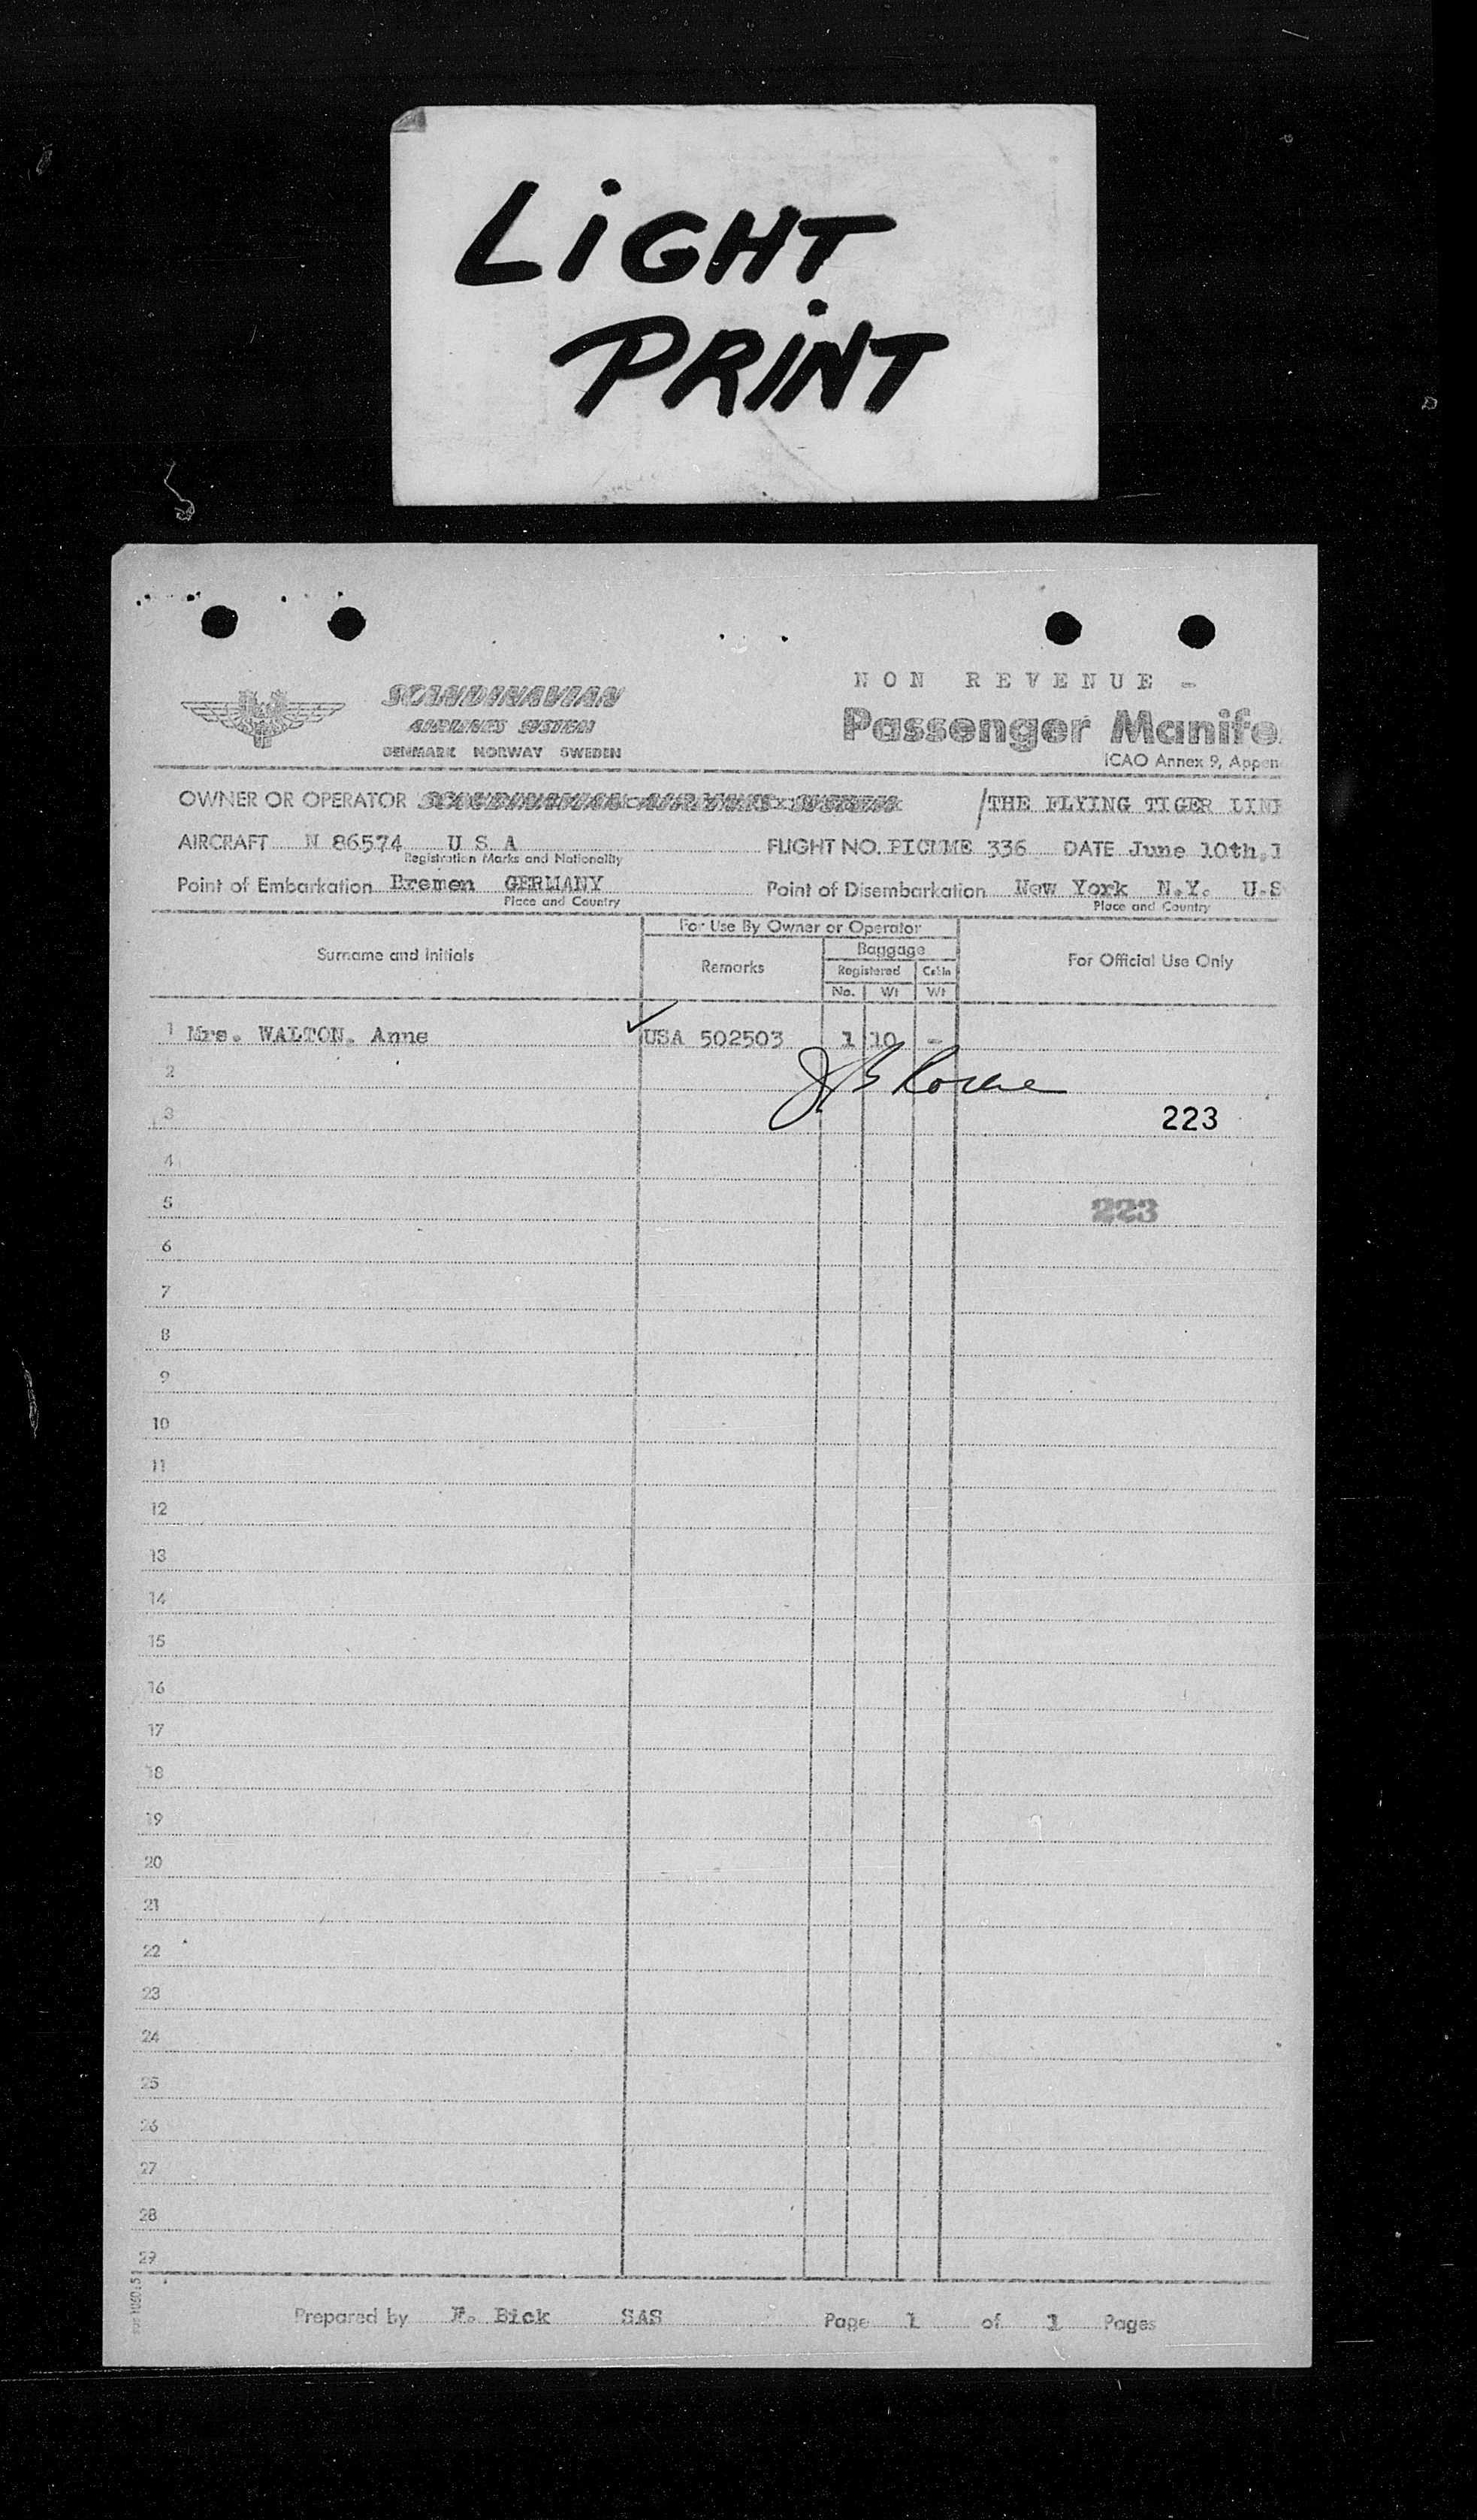 LiGHT
PRiNT
NON REVENUE -
SCANDINAVIAN
AIRLINES SYSTEM
DENMARK NORWAY SWEDEN
Passenger Manife
ICAO Annex 9, Appen
OWNER OR OPERATOR SCANDINAVIAN AIRLINES SYSTEM /THE FLYING TIGER LINE
AIRCRAFT N 86574 U S A FLIGHT NO. PICLME 336 DATE June 10th,1
Registration Marks and Nationality
Point of Embarkation Bremen GERMANY Point of Disembarkation New York N.Y. U.S
Place and Country Place and Country
For Use By Owner or Operator
Surname and Initials Remarks Baggage For Official Use Only
Registered Cabin
No. Wt Wt
1 Mrs. WALTON. Anne USA 502503 1 10 -
2 J B
3 223
4
5 223
6
7
8
9
10
11
12
13
14
15
16
17
18
19
20
21
22
23
24
25
26
27
28
29
Prepared by F. Bick SAS Page 1 of 1 Pages